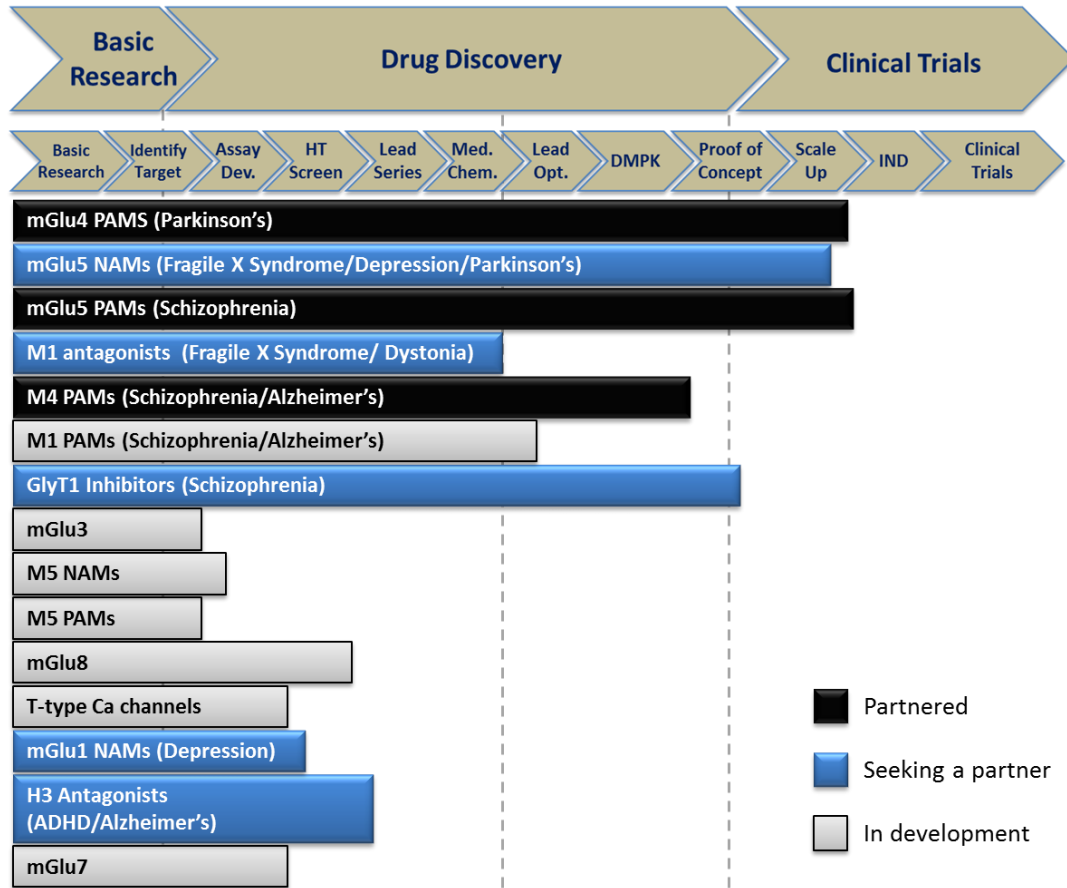 Basic
Research
Drug Discovery
Clinical Trials
Basic
Research
Identify
Target
Assay
Dev.
HT
Screen
Lead
Series
Med.
Chem.
Lead
Opt.
DMPK
Proof of
Concept
Scale
Up
IND
Clinical
Trials
mGlu4 PAMS (Parkinson’s)
mGlu5 NAMs (Fragile X Syndrome/Depression/Parkinson’s)
mGlu5 PAMs (Schizophrenia)
M1 antagonists  (Fragile X Syndrome/ Dystonia)
M4 PAMs (Schizophrenia/Alzheimer’s)
M1 PAMs (Schizophrenia/Alzheimer’s)
GlyT1 Inhibitors (Schizophrenia)
mGlu3
M5 NAMs
M5 PAMs
mGlu8
T-type Ca channels
mGlu1 NAMs (Depression)
H3 Antagonists
(ADHD/Alzheimer’s)
mGlu7
Partnered
Seeking a partner
In development